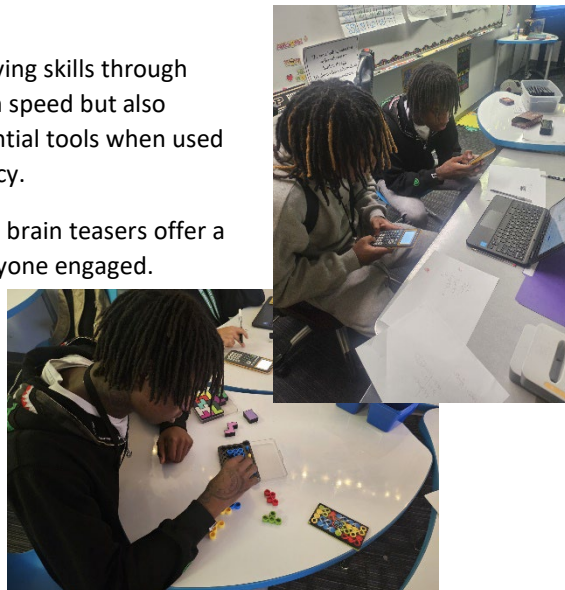 ving skills through
speed but also
ntial tools when used
cy.
brain teasers offer a
yone engaged.